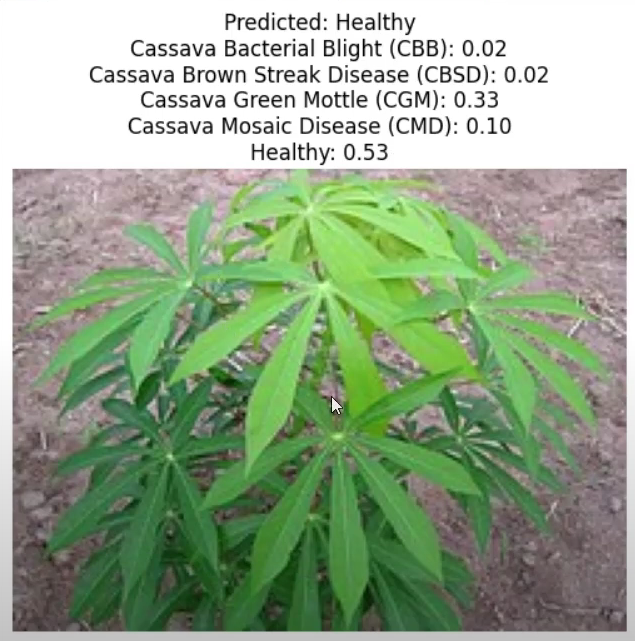 Predicted: Healthy
Cassava Bacterial Blight (CBB): 0.02
Cassava Brown Streak Disease (CBSD): 0.02
Cassava Green Mottle (CGM): 0.33
Cassava Mosaic Disease (CMD): 0.10
Healthy: 0.53